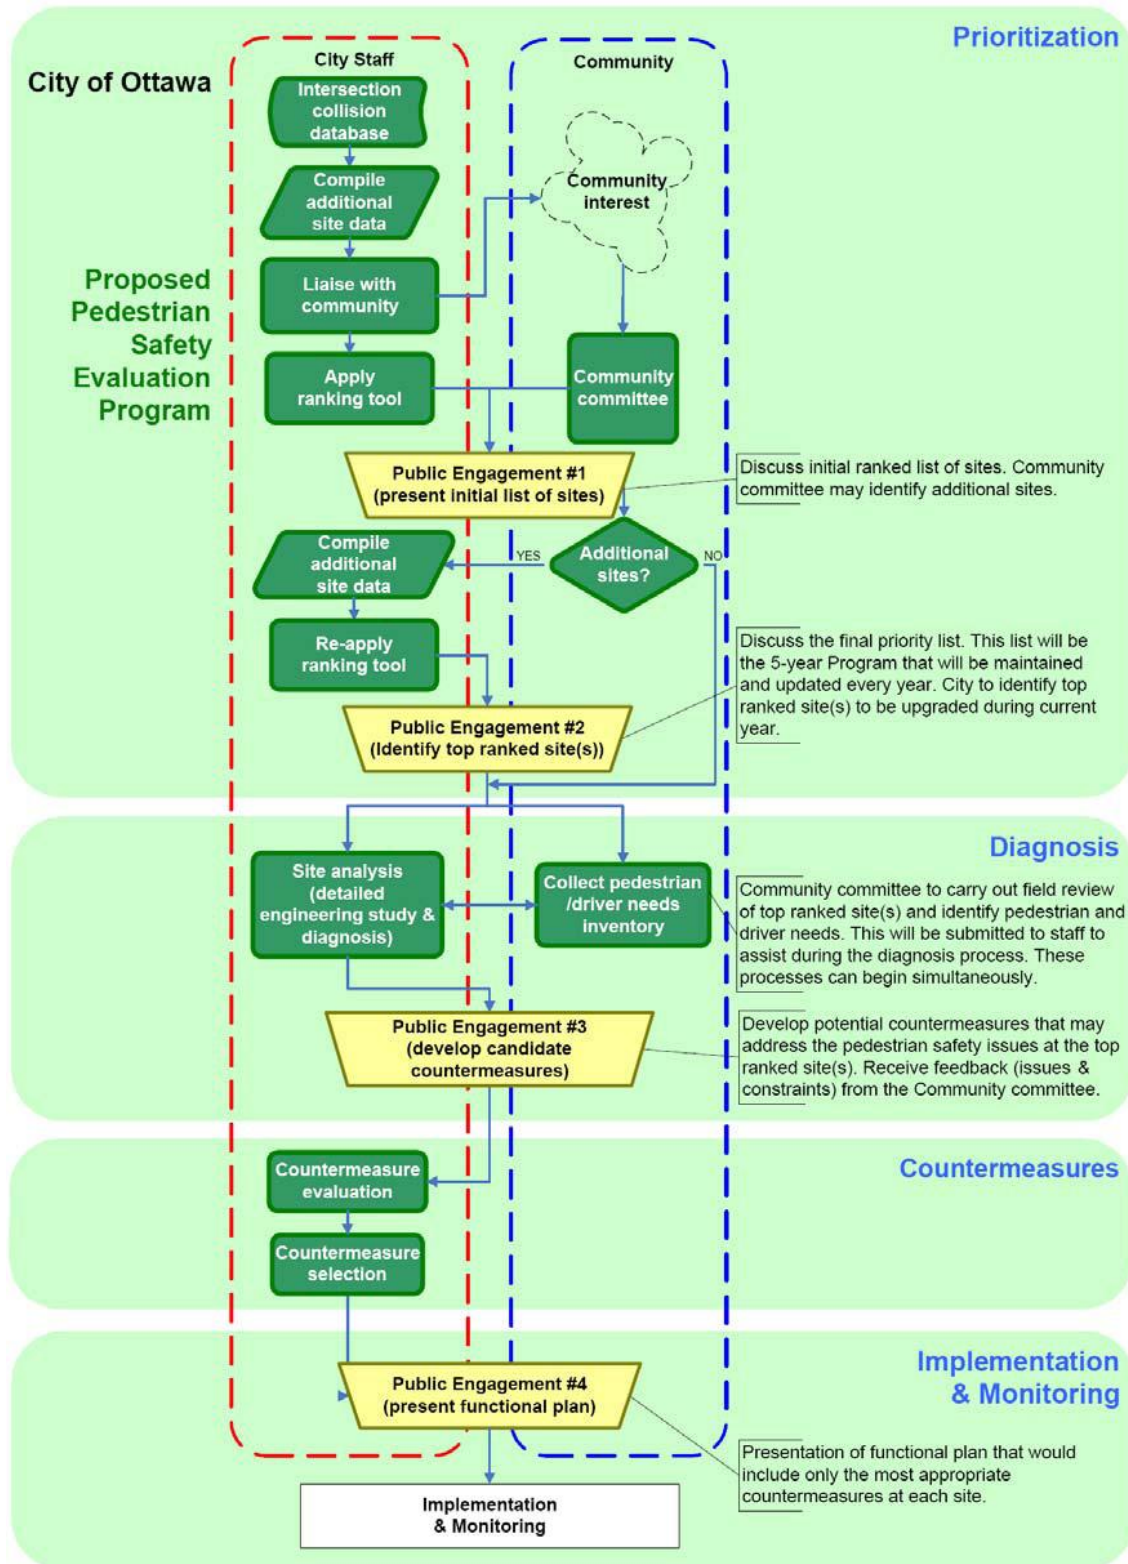 Prioritization
City of Ottawa
City Staff
Community
Intersection
collision
database
Compile
additional
site data
Community
interest
Proposed
Pedestrian
Safety
Evaluation
Program
Liaise with
community
Apply
ranking tool
Community
committee
Public Engagement #1
(present initial list of sites)
Discuss initial ranked list of sites. Community
committee may identify additional sites.
Additional
sites?
YES
NO
Compile
additional
site data
Re-apply
ranking tool
Discuss the final priority list. This list will be
the 5-year Program that will be maintained
and updated every year. City to identify top
ranked site(s) to be upgraded during current
year.
Public Engagement #2
(Identify top ranked site(s))
Diagnosis
Site analysis
(detailed
engineering study &
diagnosis)
Collect pedestrian
/driver needs
inventory
Community committee to carry out field review
of top ranked site(s) and identify pedestrian and
driver needs. This will be submitted to staff to
assist during the diagnosis process. These
processes can begin simultaneously.
Public Engagement #3
(develop candidate
countermeasures)
Develop potential countermeasures that may
address the pedestrian safety issues at the top
ranked site(s). Receive feedback (issues &
constraints) from the Community committee.
Countermeasures
Countermeasure
evaluation
Countermeasure
selection
Implementation
& Monitoring
Public Engagement #4
(present functional plan)
Presentation of functional plan that would
include only the most appropriate
countermeasures at each site.
Implementation
& Monitoring